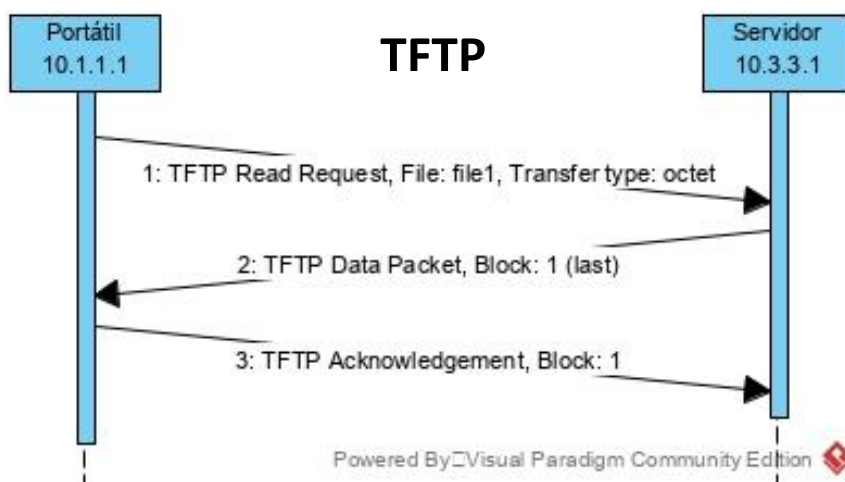 Portátil
10.1.1.1
TFTP
Servidor
10.3.3.1
1: TFTP Read Request, File: file1, Transfer type: octet
2: TFTP Data Packet, Block: 1 (last)
3: TFTP Acknowledgement, Block: 1
Powered By□Visual Paradigm Community Edition